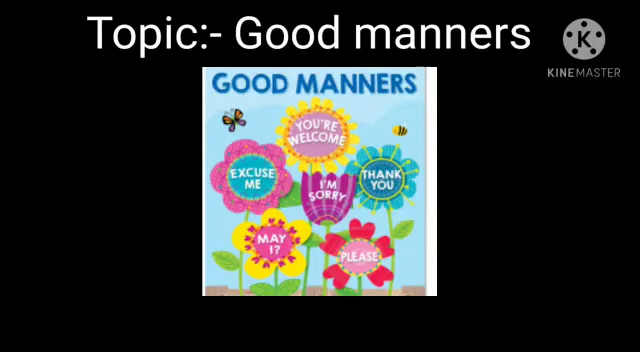 Topic:- Good manners
K
KINEMASTER
GOOD MANNERS
YOU'RE
WELCOME
EXCUSE
ME
I'M
SORRY
THANK
YOU
MAY
I?
PLEASE